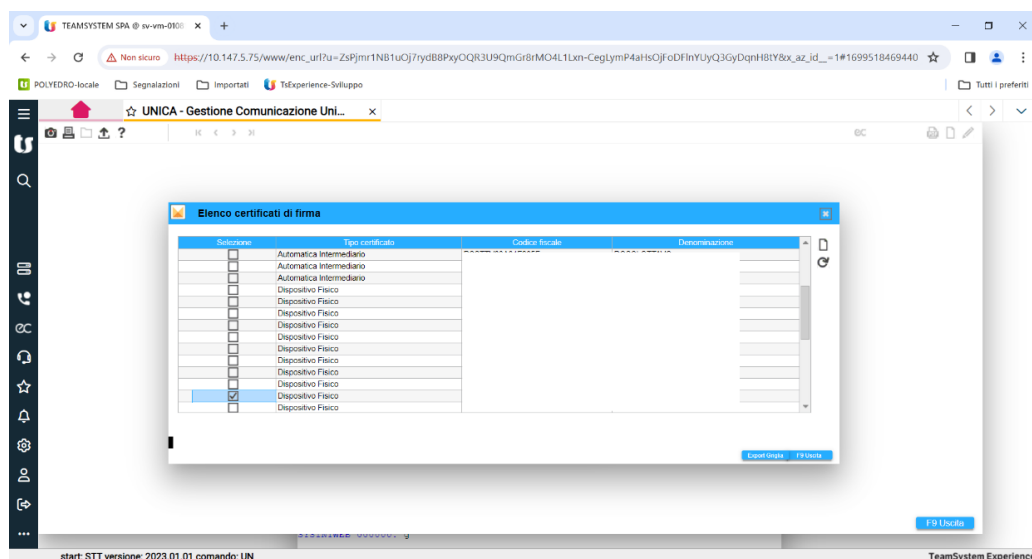 TEAMSYSTEM SPA @ sv-vm-0108
Non sicuro https://10.147.5.75/www/enc_url?u=ZsPjmr1NB1uOj7rydB8PxyOQR3U9QmGr8rMO4L1Lxn-CegLymP4aHsOjFoDFlnYUyQ3GyDqnH8tY&x_az_id__=1#1699518469440
POLYEDRO-locale Segnalazioni Importati TsExperience-Sviluppo Tutti i preferiti
UNICA - Gestione Comunicazione Uni...
ec
Elenco certificati di firma
Selezione Tipo certificato Codice fiscale Denominazione
Automatica Intermediario
Automatica Intermediario
Automatica Intermediario
Dispositivo Fisico
Dispositivo Fisico
Dispositivo Fisico
Dispositivo Fisico
Dispositivo Fisico
Dispositivo Fisico
Dispositivo Fisico
Dispositivo Fisico
Dispositivo Fisico
Dispositivo Fisico
Export Griglia F9 Uscita
F9 Uscita
start: STT versione: 2023.01.01 comando: UN TeamSystem Experience